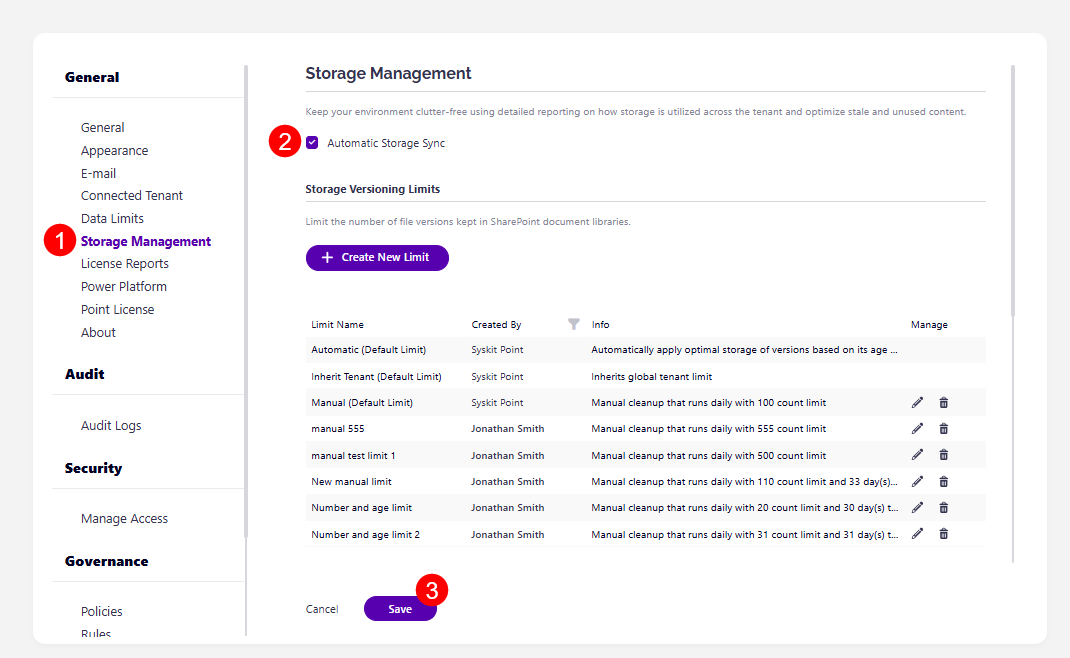 General
General
Appearance
E-mail
Connected Tenant
Data Limits
1
Storage Management
License Reports
Power Platform
Point License
About
Audit
Audit Logs
Security
Manage Access
Governance
Policies
Rules
Storage Management
Keep your environment clutter-free using detailed reporting on how storage is utilized across the tenant and optimize stale and unused content.
2
Automatic Storage Sync
Storage Versioning Limits
Limit the number of file versions kept in SharePoint document libraries.
+ Create New Limit
Limit Name Created By Info Manage
Automatic (Default Limit) Syskit Point Automatically apply optimal storage of versions based on its age ...
Inherit Tenant (Default Limit) Syskit Point Inherits global tenant limit
Manual (Default Limit) Syskit Point Manual cleanup that runs daily with 100 count limit
manual 555 Jonathan Smith Manual cleanup that runs daily with 555 count limit
manual test limit 1 Jonathan Smith Manual cleanup that runs daily with 500 count limit
New manual limit Jonathan Smith Manual cleanup that runs daily with 110 count limit and 33 day(s)...
Number and age limit Jonathan Smith Manual cleanup that runs daily with 20 count limit and 30 day(s) t...
Number and age limit 2 Jonathan Smith Manual cleanup that runs daily with 31 count limit and 31 day(s) t...
Cancel Save
3